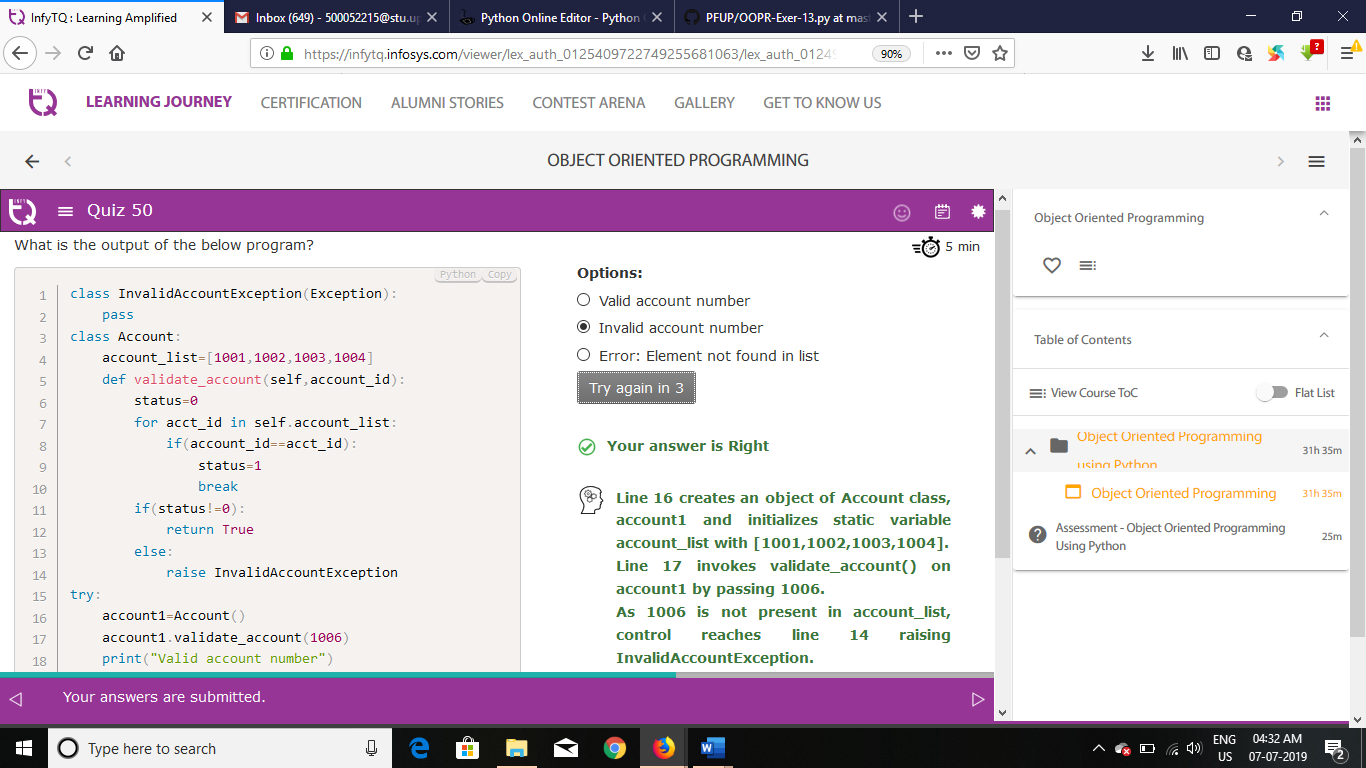 InfyTQ : Learning Amplified
Inbox (649) - 500052215@stu.u
Python Online Editor - Python
PFUP/OOPR-Exer-13.py at mas
https://infytq.infosys.com/viewer/lex_auth_0125409722749255681063/lex_auth_0124
90%
INFY TQ
LEARNING JOURNEY
CERTIFICATION
ALUMNI STORIES
CONTEST ARENA
GALLERY
GET TO KNOW US
OBJECT ORIENTED PROGRAMMING
Quiz 50
What is the output of the below program?
5 min
Python Copy
1 class InvalidAccountException(Exception):
2     pass
3 class Account:
4     account_list=[1001,1002,1003,1004]
5     def validate_account(self,account_id):
6         status=0
7         for acct_id in self.account_list:
8             if(account_id==acct_id):
9                 status=1
10                 break
11         if(status!=0):
12             return True
13         else:
14             raise InvalidAccountException
15 try:
16     account1=Account()
17     account1.validate_account(1006)
18     print("Valid account number")
Options:
Valid account number
Invalid account number
Error: Element not found in list
Try again in 3
Your answer is Right
Line 16 creates an object of Account class,
account1 and initializes static variable
account_list with [1001,1002,1003,1004].
Line 17 invokes validate_account() on
account1 by passing 1006.
As 1006 is not present in account_list,
control reaches line 14 raising
InvalidAccountException.
Your answers are submitted.
Object Oriented Programming
Table of Contents
View Course ToC
Flat List
Object Oriented Programming
using Python
31h 35m
Object Oriented Programming
31h 35m
Assessment - Object Oriented Programming
Using Python
25m
Type here to search
ENG
US
04:32 AM
07-07-2019
2